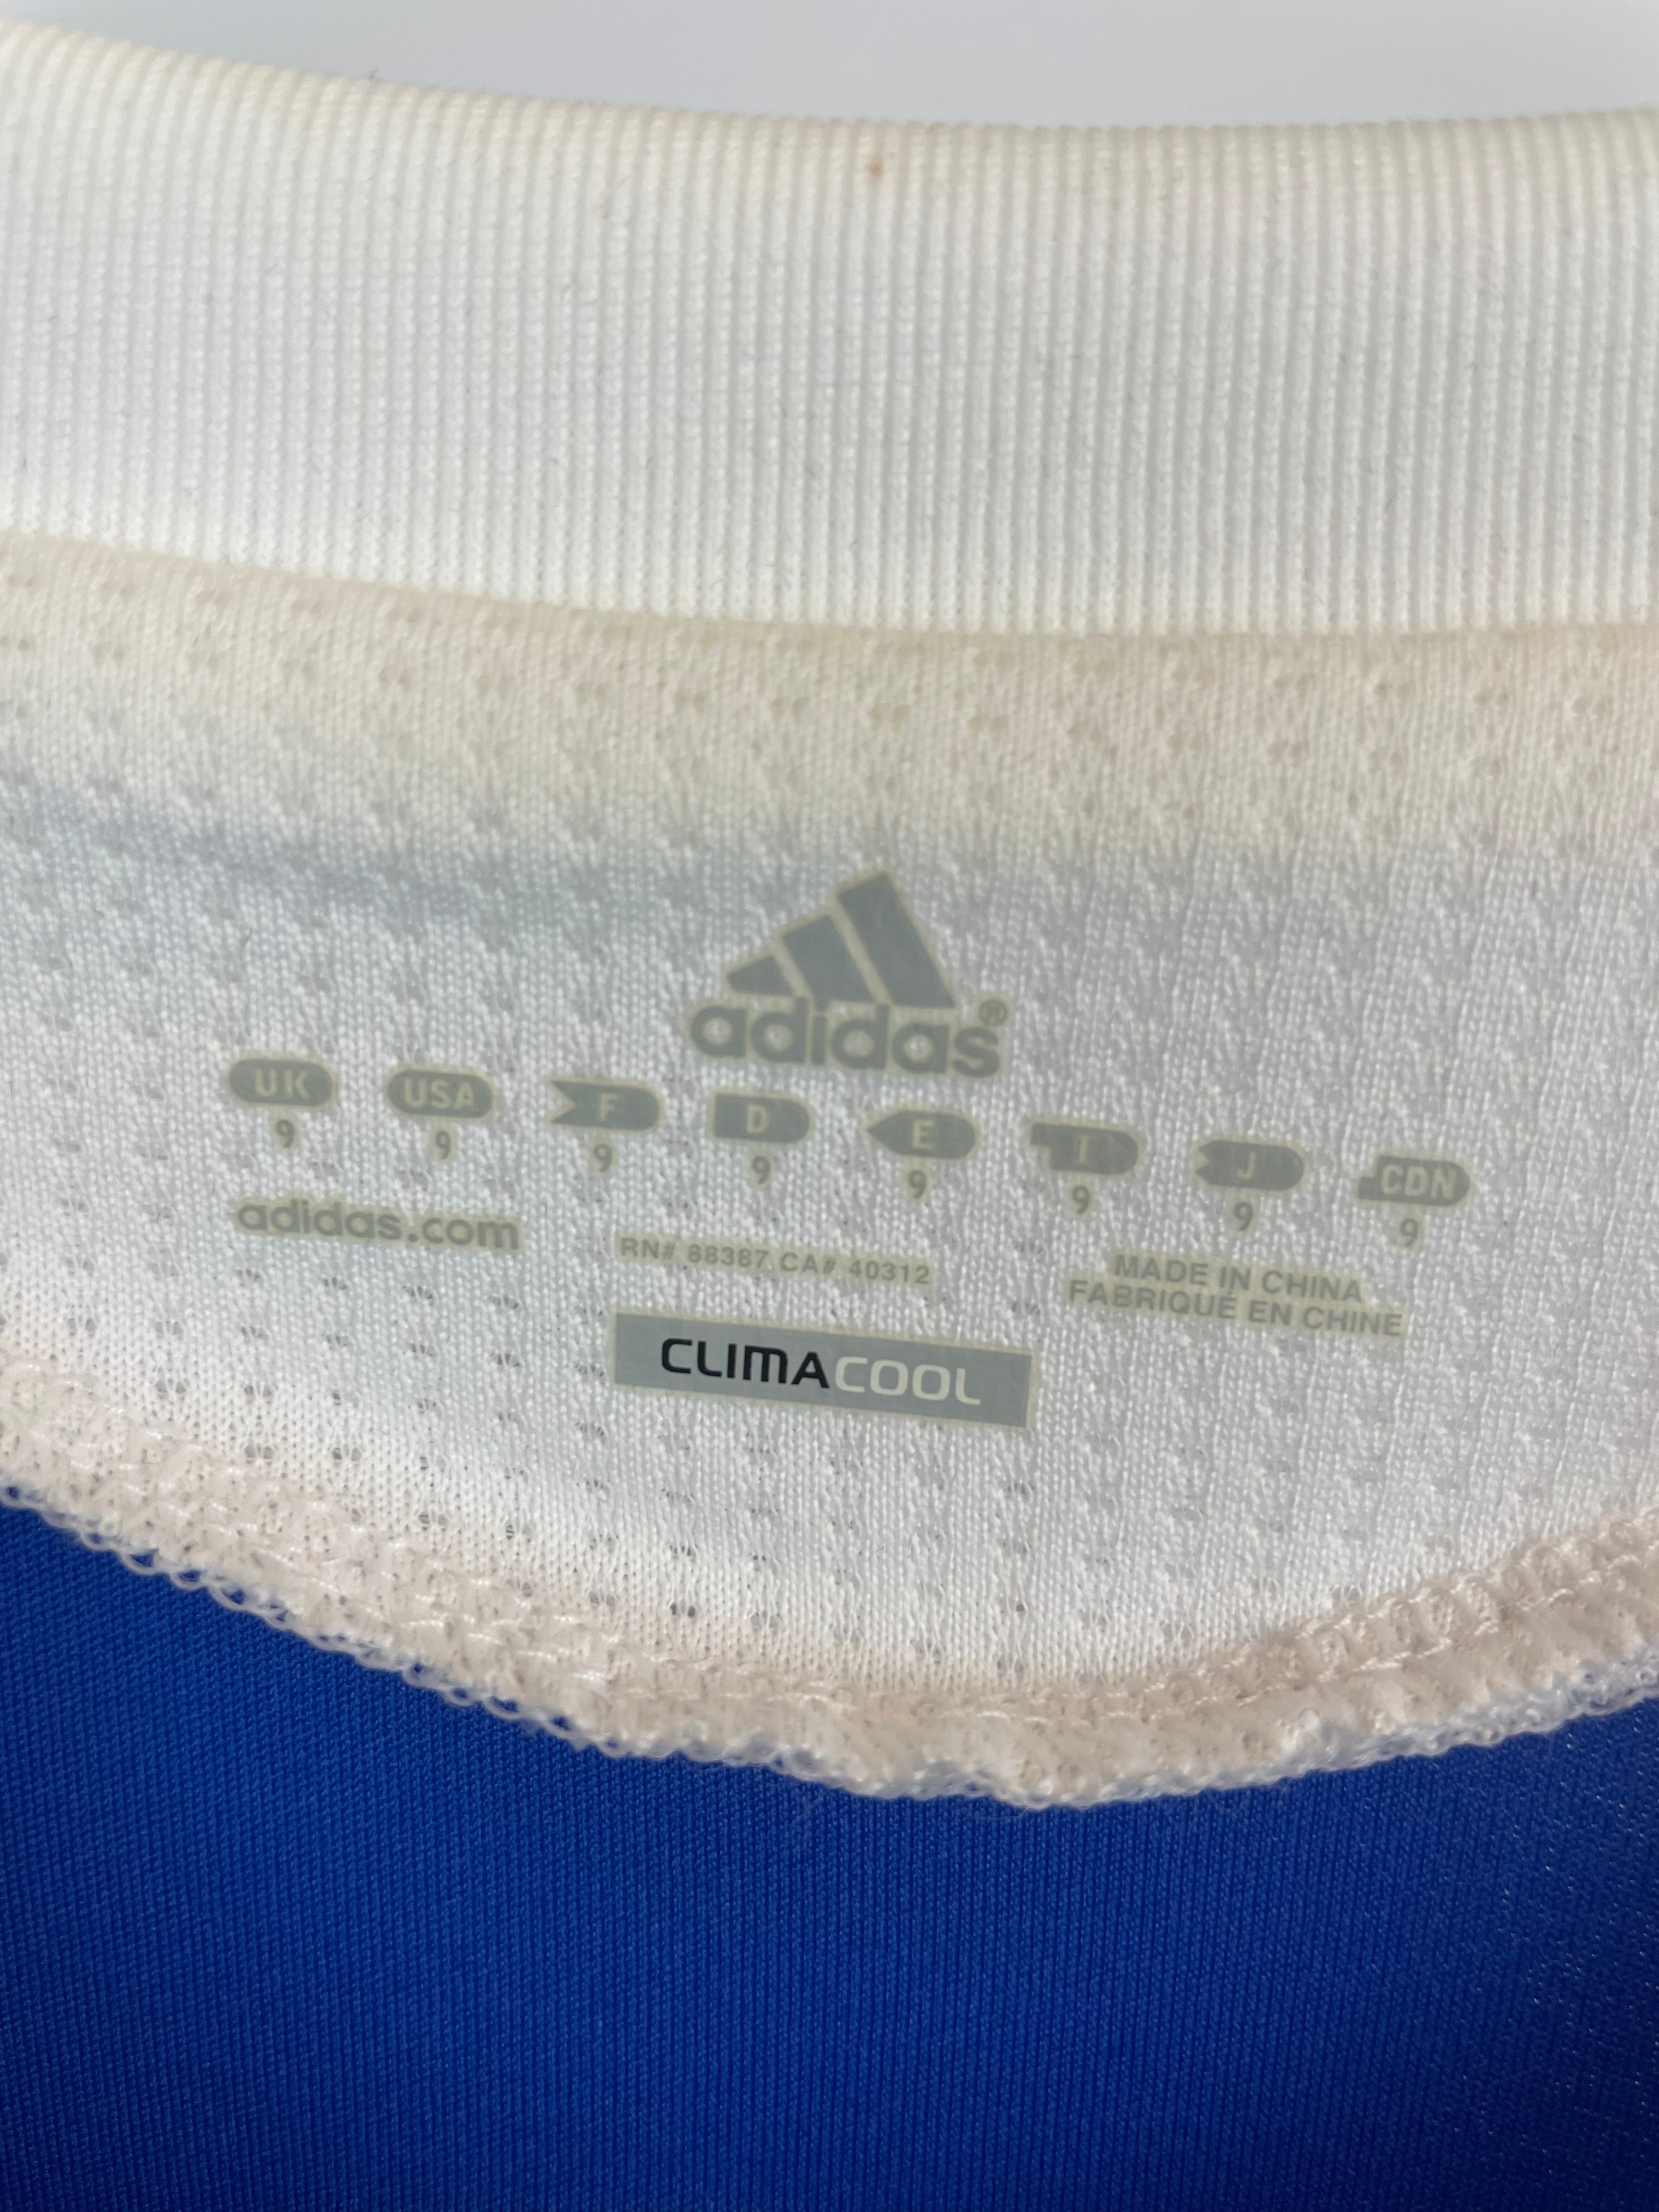 adidas®
UK USA F D E I J CDN
9 9 9 9 9 9 9 9
adidas.com
RN# 88387 CA# 40312
MADE IN CHINA
FABRIQUÉ EN CHINE
CLIMACOOL